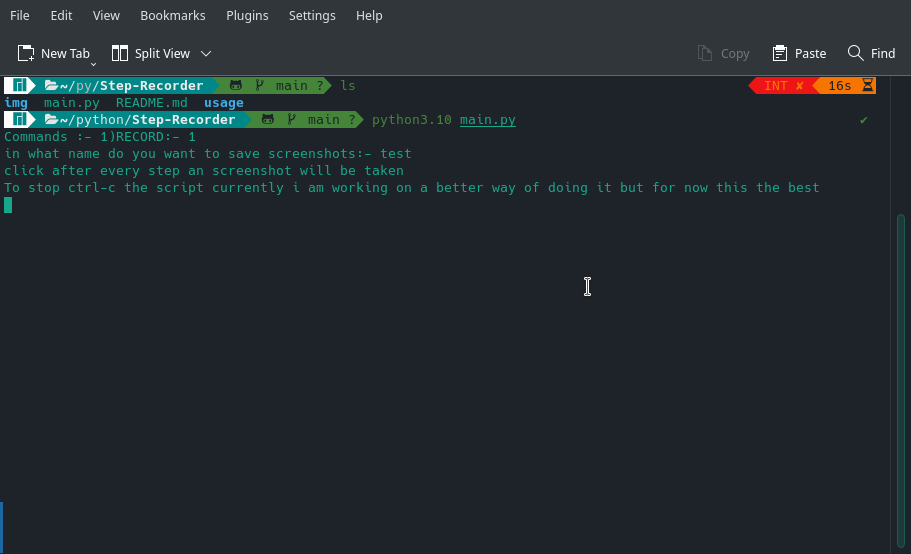 File Edit View Bookmarks Plugins Settings Help
New Tab Split View Copy Paste Find
~/py/Step-Recorder main ? ls INT ✘ 16s
img main.py README.md usage
~/python/Step-Recorder main ? python3.10 main.py ✔
Commands :- 1)RECORD:- 1
in what name do you want to save screenshots:- test
click after every step an screenshot will be taken
To stop ctrl-c the script currently i am working on a better way of doing it but for now this the best